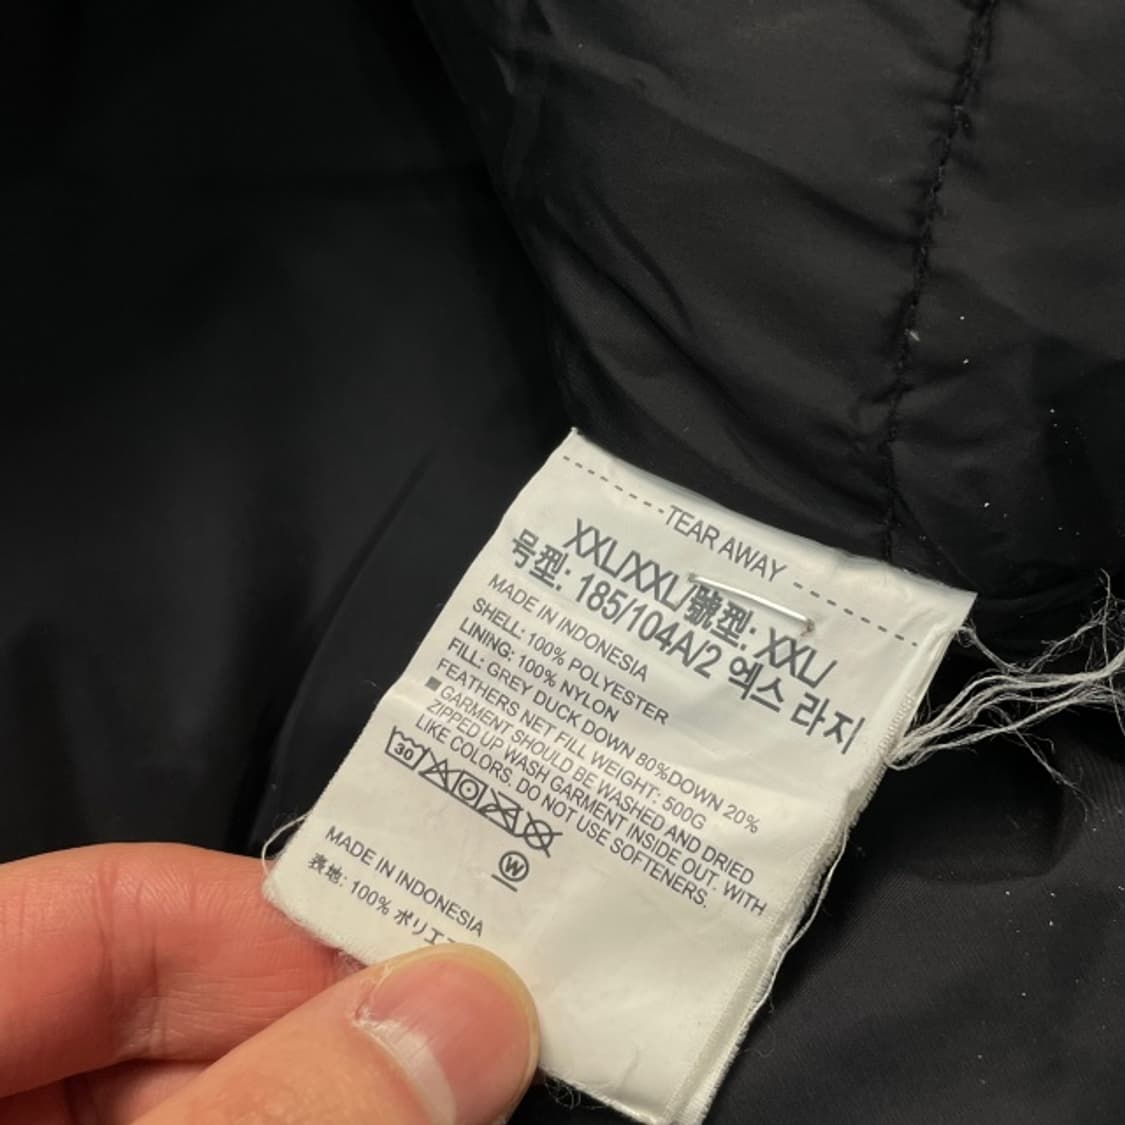 TEAR AWAY
XXL/XXL/號型: XXL/
号型: 185/104A/2 엑스 라지
MADE IN INDONESIA
SHELL: 100% POLYESTER
LINING: 100% NYLON
FILL: GREY DUCK DOWN 80%DOWN 20%
FEATHERS NET FILL WEIGHT: 500G
■GARMENT SHOULD BE WASHED AND DRIED
ZIPPED UP WASH GARMENT INSIDE OUT. WITH
LIKE COLORS. DO NOT USE SOFTENERS.
30
W
MADE IN INDONESIA
表地: 100% ポリエ